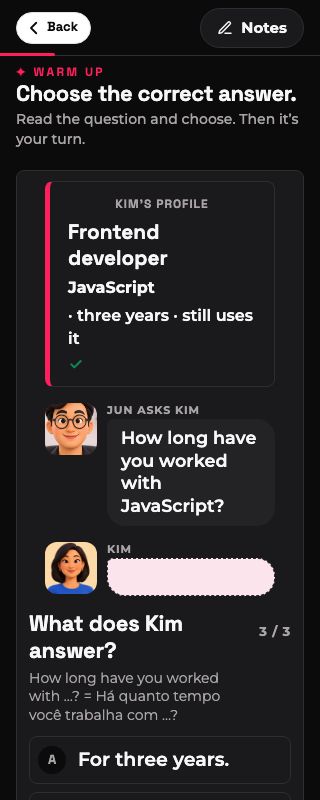 Back
Notes
✦ WARM UP
Choose the correct answer.
Read the question and choose. Then it's
your turn.
KIM'S PROFILE
Frontend
developer
JavaScript
· three years · still uses
it
✓
JUN ASKS KIM
How long have
you worked
with
JavaScript?
KIM
What does Kim
answer?
3 / 3
How long have you worked
with …? = Há quanto tempo
você trabalha com …?
A
For three years.